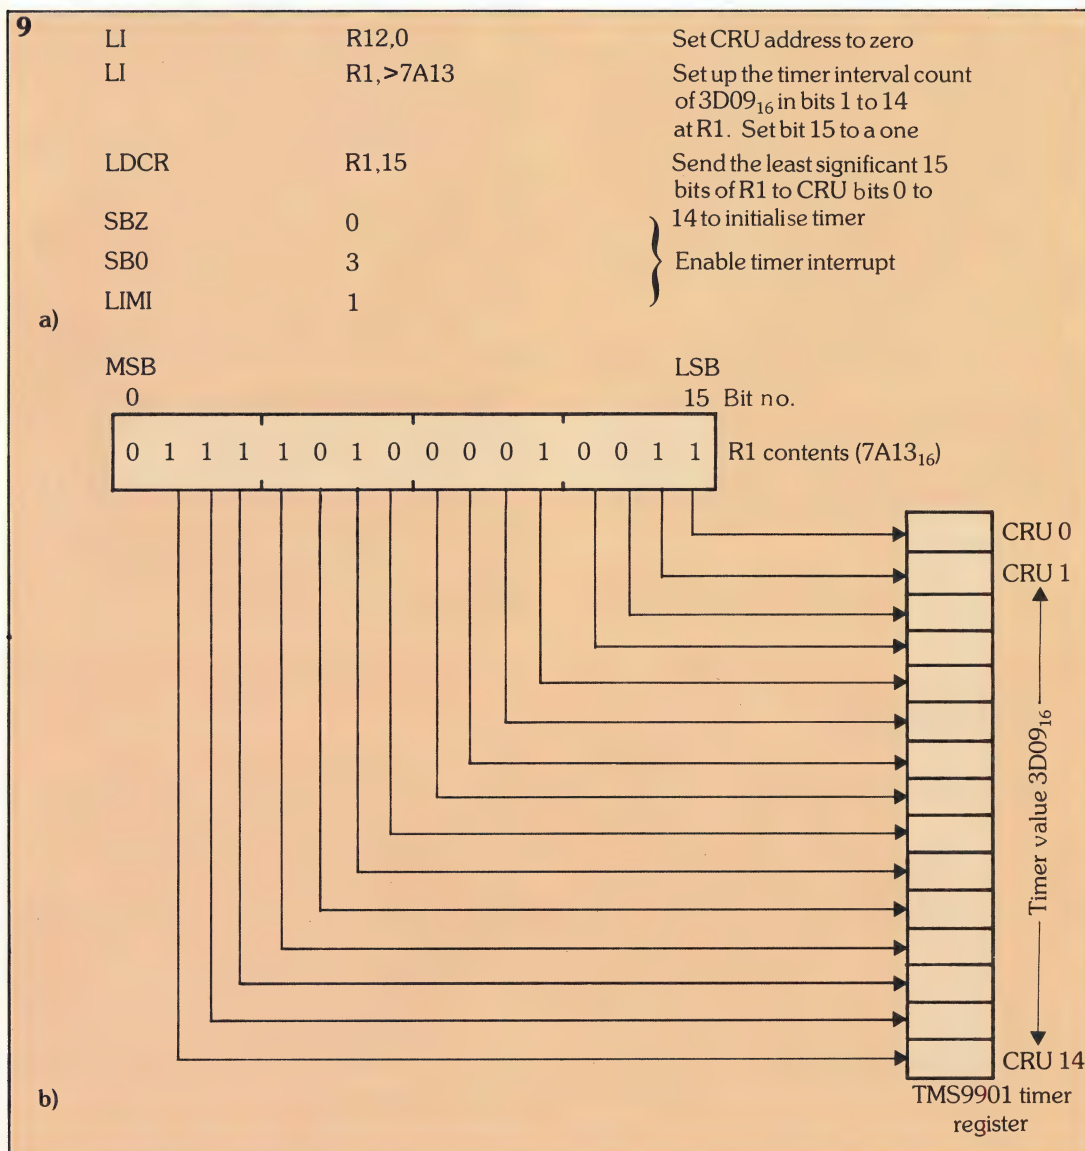 9
LI R12,0 Set CRU address to zero
LI R1,>7A13 Set up the timer interval count
of 3D09₁₆ in bits 1 to 14
at R1. Set bit 15 to a one
LDCR R1,15 Send the least significant 15
bits of R1 to CRU bits 0 to
SBZ 0 14 to initialise timer
SB0 3 Enable timer interrupt
LIMI 1
a)
MSB LSB
0 15 Bit no.
0 1 1 1 1 0 1 0 0 0 0 1 0 0 1 1 R1 contents (7A13₁₆)
CRU 0
CRU 1
Timer value 3D09₁₆
CRU 14
b)
TMS9901 timer
register